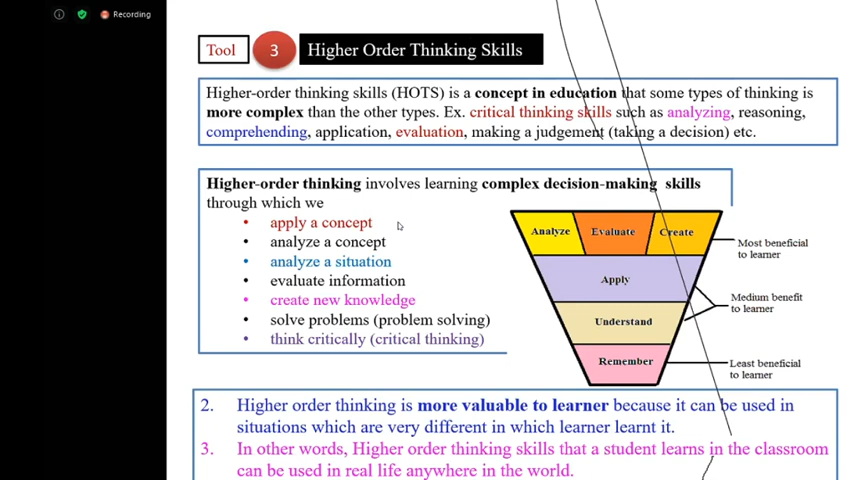 Recording
Tool 3 Higher Order Thinking Skills
Higher-order thinking skills (HOTS) is a concept in education that some types of thinking is
more complex than the other types. Ex. critical thinking skills such as analyzing, reasoning,
comprehending, application, evaluation, making a judgement (taking a decision) etc.
Higher-order thinking involves learning complex decision-making skills
through which we
• apply a concept
• analyze a concept
• analyze a situation
• evaluate information
• create new knowledge
• solve problems (problem solving)
• think critically (critical thinking)
Analyze Evaluate Create
Most beneficial
to learner
Apply
Medium benefit
to learner
Understand
Remember
Least beneficial
to learner
2. Higher order thinking is more valuable to learner because it can be used in
situations which are very different in which learner learnt it.
3. In other words, Higher order thinking skills that a student learns in the classroom
can be used in real life anywhere in the world.